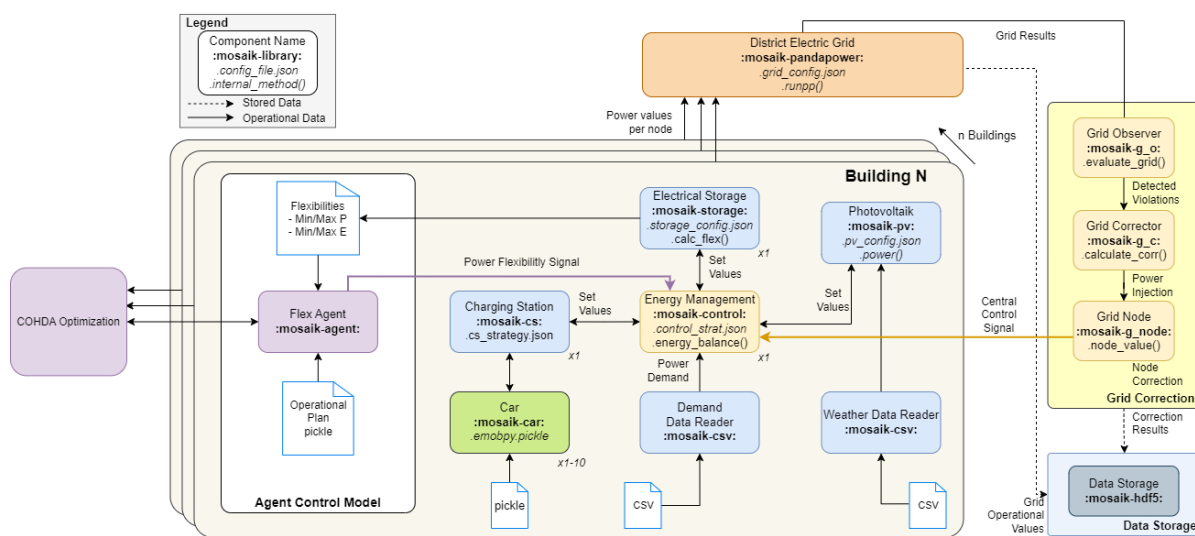 Legend
Component Name
:mosaik-library:
.config_file.json
.internal_method()
Stored Data
Operational Data
District Electric Grid
:mosaik-pandapower:
.grid_config.json
.runpp()
Grid Results
Power values
per node
n Buildings
Building N
Flexibilities
- Min/Max P
- Min/Max E
Electrical Storage
:mosaik-storage:
.storage_config.json
.calc_flex()
x1
Photovoltaik
:mosaik-pv:
.pv_config.json
.power()
Grid Observer
:mosaik-g_o:
.evaluate_grid()
Detected
Violations
Grid Corrector
:mosaik-g_c:
.calculate_corr()
Power
Injection
Grid Node
:mosaik-g_node:
.node_value()
Node
Correction
Grid Correction
Power Flexibilitly Signal
Set
Values
Set
Values
Set
Values
Central
Control
Signal
COHDA Optimization
Flex Agent
:mosaik-agent:
Charging Station
:mosaik-cs:
.cs_strategy.json
x1
Energy Management
:mosaik-control:
.control_strat.json
.energy_balance()
x1
Power
Demand
Operational
Plan
pickle
Car
:mosaik-car:
.emobpy.pickle
x1-10
Demand
Data Reader
:mosaik-csv:
Weather Data Reader
:mosaik-csv:
Correction
Results
Agent Control Model
pickle
CSV
CSV
Grid
Operational
Values
Data Storage
:mosaik-hdf5:
Data Storage